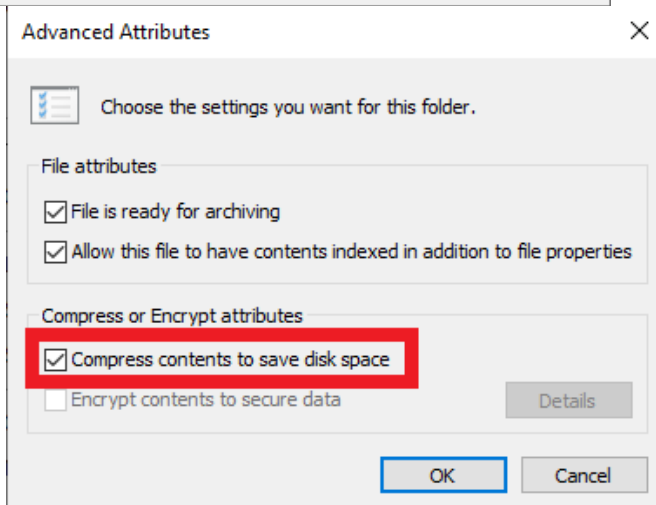 Advanced Attributes
Choose the settings you want for this folder.
File attributes
File is ready for archiving
Allow this file to have contents indexed in addition to file properties
Compress or Encrypt attributes
Compress contents to save disk space
Encrypt contents to secure data
Details
OK
Cancel